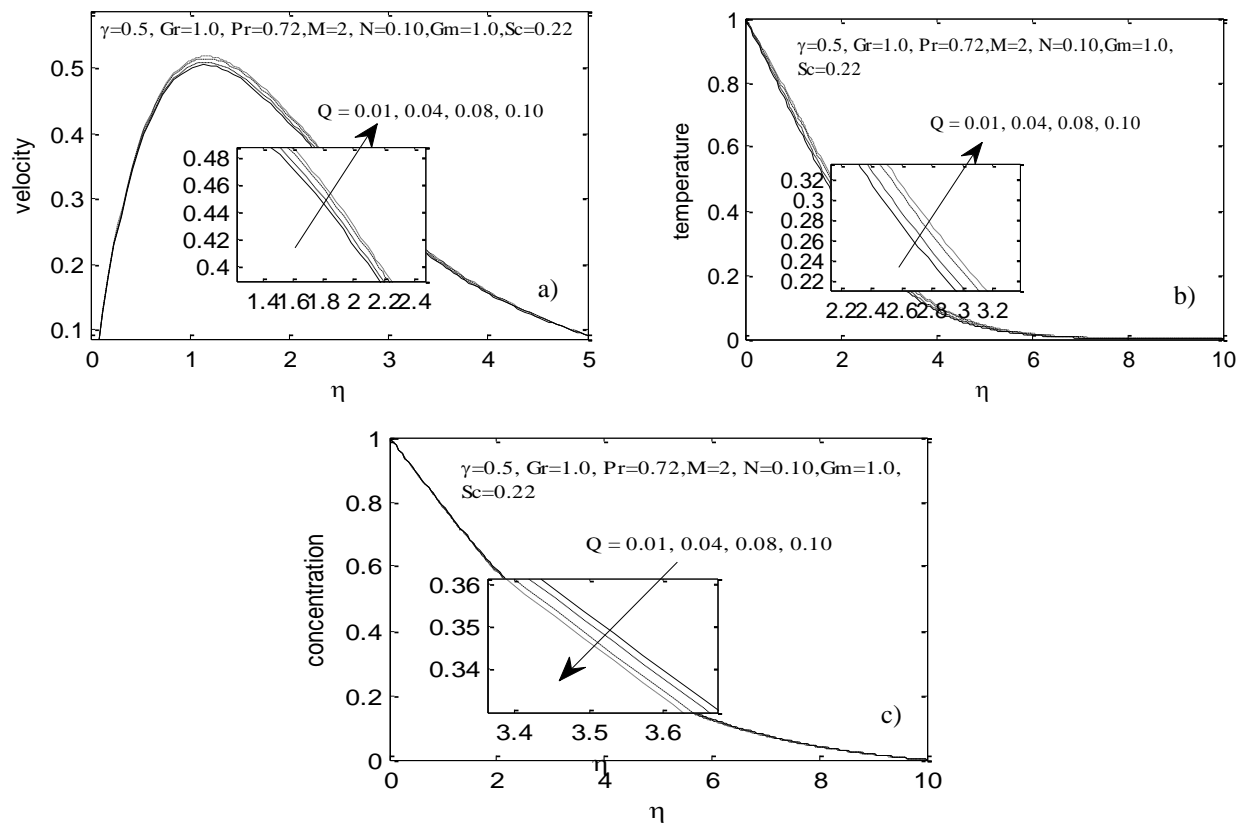 γ=0.5, Gr=1.0, Pr=0.72,M=2, N=0.10,Gm=1.0,Sc=0.22
Q = 0.01, 0.04, 0.08, 0.10
velocity
0.5
0.4
0.3
0.2
0.1
0.48
0.46
0.44
0.42
0.4
1.4 1.6 1.8 2 2.2 2.4
a)
0 1 2 3 4 5
η
1
γ=0.5, Gr=1.0, Pr=0.72,M=2, N=0.10,Gm=1.0,
Sc=0.22
Q = 0.01, 0.04, 0.08, 0.10
temperature
0.8
0.6
0.4
0.2
0
0.32
0.3
0.28
0.26
0.24
0.22
2.2 2.4 2.6 2.8 3 3.2
b)
0 2 4 6 8 10
η
1
γ=0.5, Gr=1.0, Pr=0.72,M=2, N=0.10,Gm=1.0,
Sc=0.22
Q = 0.01, 0.04, 0.08, 0.10
concentration
0.8
0.6
0.4
0.2
0
0.36
0.35
0.34
3.4 3.5 3.6
η
c)
0 2 4 6 8 10
η